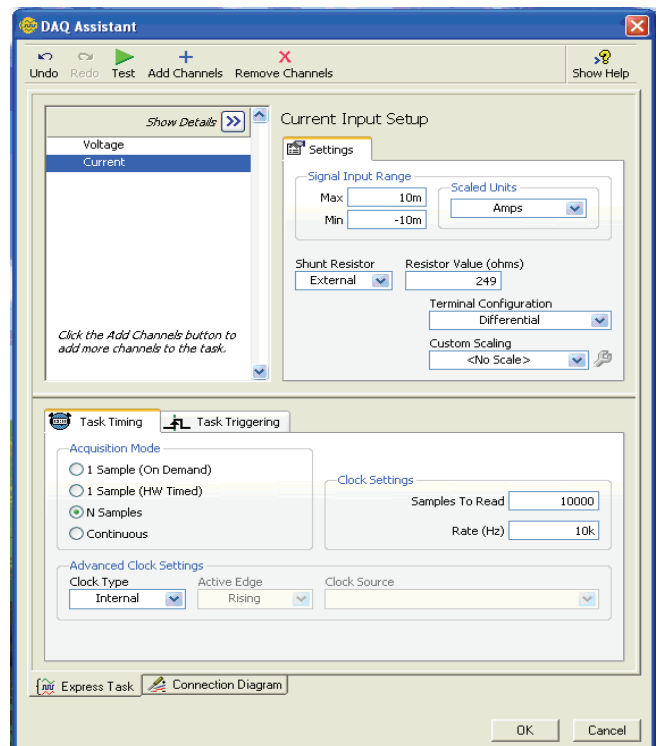 DAQ Assistant
Undo Redo Test Add Channels Remove Channels Show Help
Show Details
Voltage
Current
Click the Add Channels button to
add more channels to the task.
Current Input Setup
Settings
Signal Input Range
Max 10m
Min -10m
Scaled Units
Amps
Shunt Resistor Resistor Value (ohms)
External 249
Terminal Configuration
Differential
Custom Scaling
<No Scale>
Task Timing Task Triggering
Acquisition Mode
1 Sample (On Demand)
1 Sample (HW Timed)
N Samples
Continuous
Clock Settings
Samples To Read 10000
Rate (Hz) 10k
Advanced Clock Settings
Clock Type Active Edge Clock Source
Internal Rising
Express Task Connection Diagram
OK Cancel